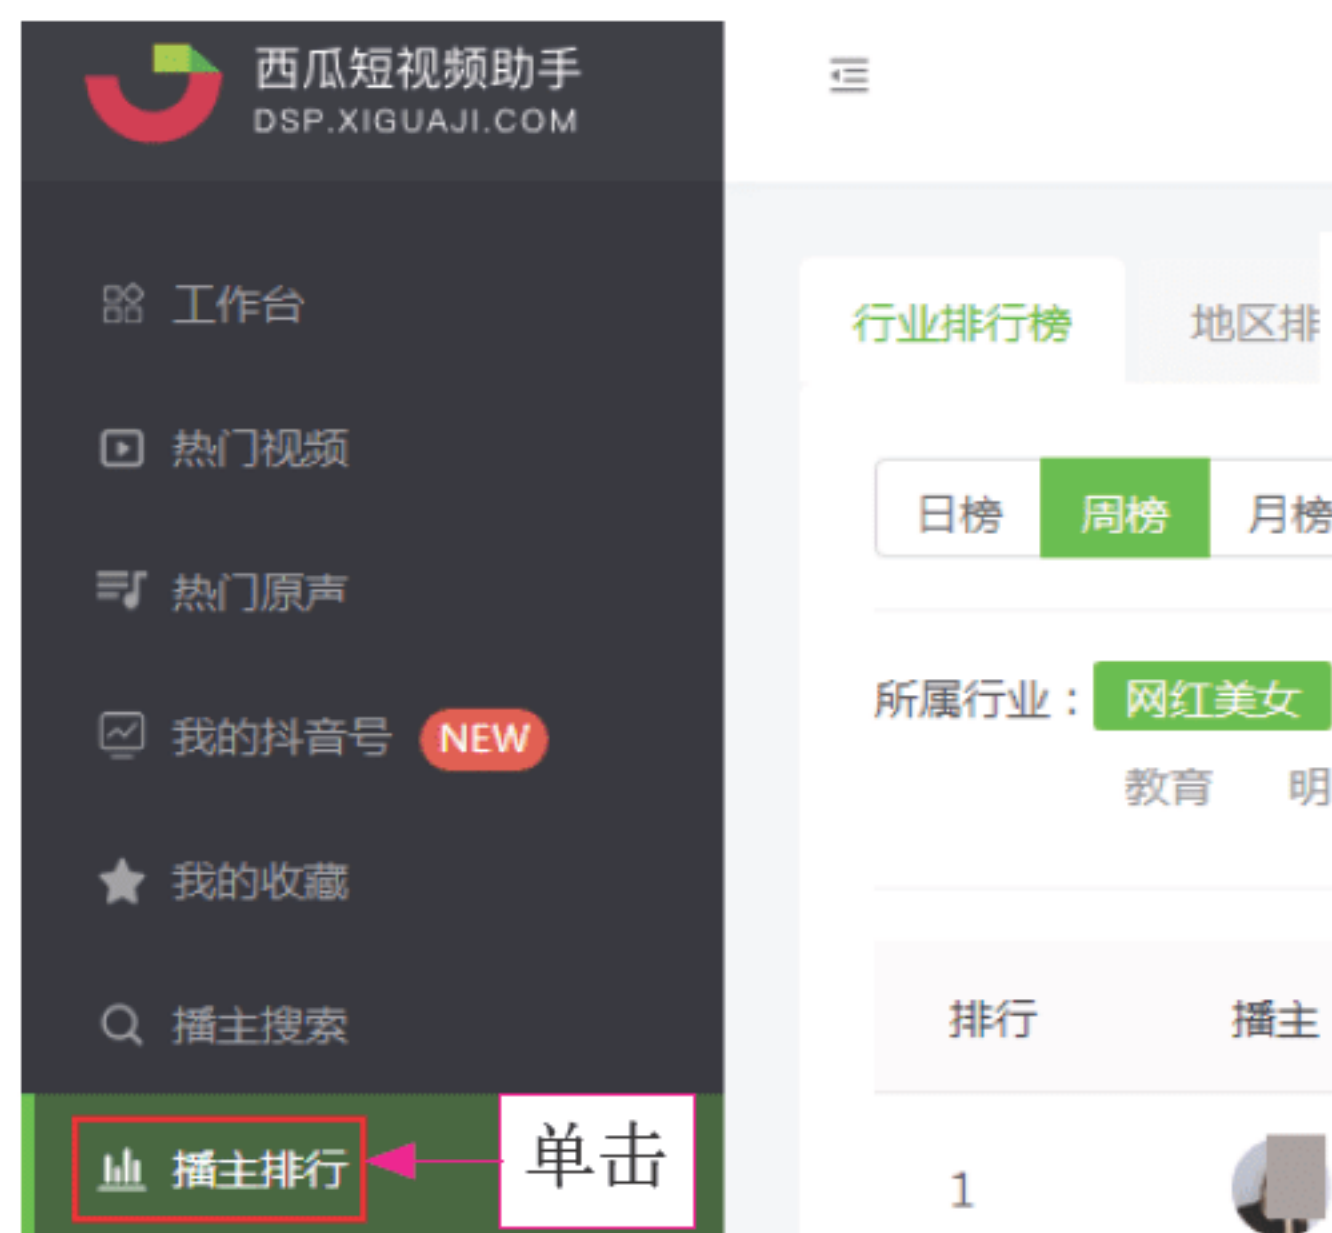 西瓜短视频助手
DSP.XIGUAJI.COM
工作台
热门视频
热门原声
我的抖音号 NEW
我的收藏
播主搜索
播主排行
单击
行业排行榜 地区排
日榜 周榜 月榜
所属行业： 网红美女
教育 明
排行 播主
1